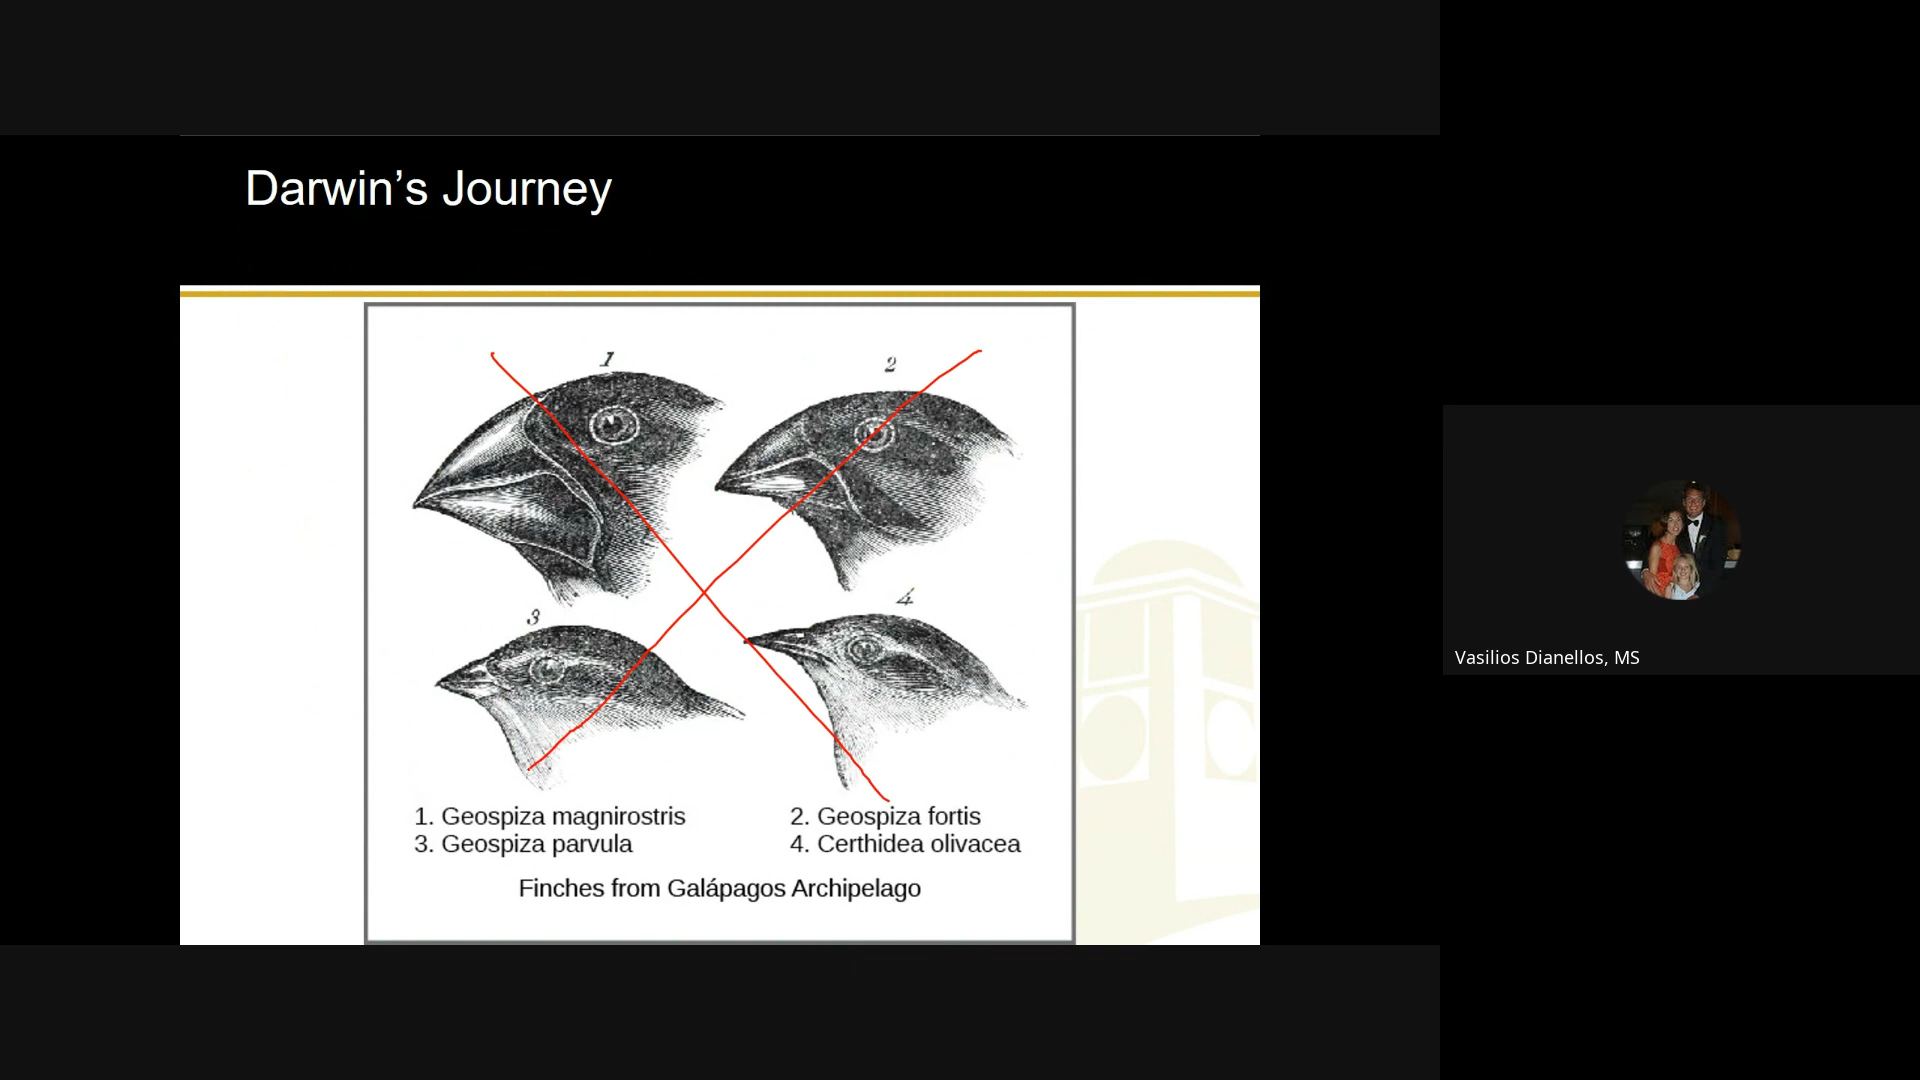 Darwin’s Journey
1
2
3
4
1. Geospiza magnirostris 2. Geospiza fortis
3. Geospiza parvula 4. Certhidea olivacea
Finches from Galápagos Archipelago
Vasilios Dianellos, MS